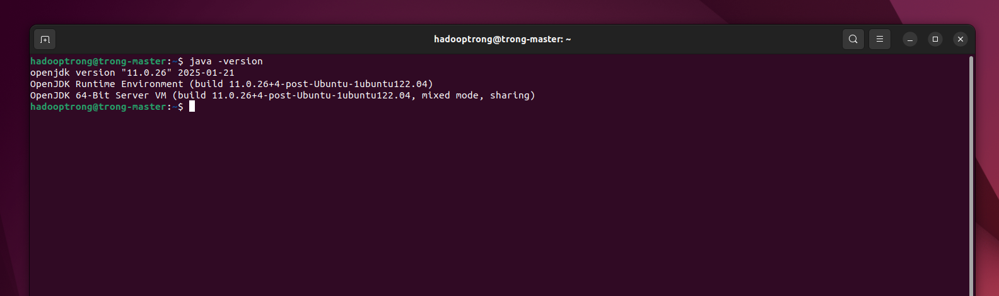 hadooptrong@trong-master: ~
hadooptrong@trong-master:~$ java -version
openjdk version "11.0.26" 2025-01-21
OpenJDK Runtime Environment (build 11.0.26+4-post-Ubuntu-1ubuntu122.04)
OpenJDK 64-Bit Server VM (build 11.0.26+4-post-Ubuntu-1ubuntu122.04, mixed mode, sharing)
hadooptrong@trong-master:~$